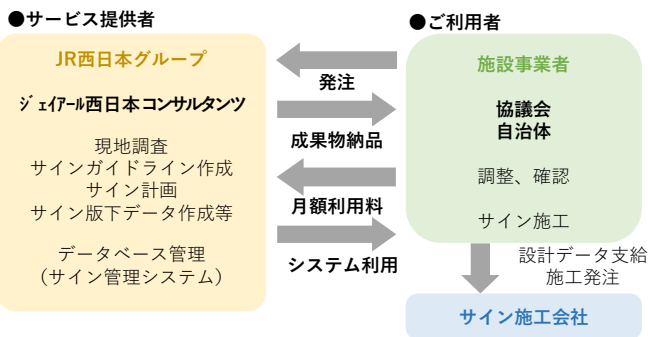 ●サービス提供者
JR西日本グループ
ジェイアール西日本コンサルタンツ
現地調査
サインガイドライン作成
サイン計画
サイン版下データ作成等
データベース管理
（サイン管理システム）
発注
成果物納品
月額利用料
システム利用
●ご利用者
施設事業者
協議会
自治体
調整、確認
サイン施工
設計データ支給
施工発注
サイン施工会社